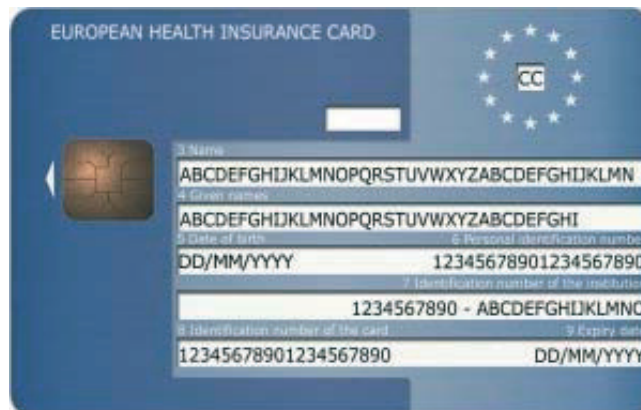 EUROPEAN HEALTH INSURANCE CARD
CC
3 Name
ABCDEFGHIJKLMNOPQRSTUVWXYZABCDEFGHIJKLMN
4 Given names
ABCDEFGHIJKLMNOPQRSTUVWXYZABCDEFGHI
5 Date of birth 6 Personal identification number
DD/MM/YYYY 12345678901234567890
7 Identification number of the institution
1234567890 - ABCDEFGHIJKLMNO
8 Identification number of the card 9 Expiry date
12345678901234567890 DD/MM/YYYY